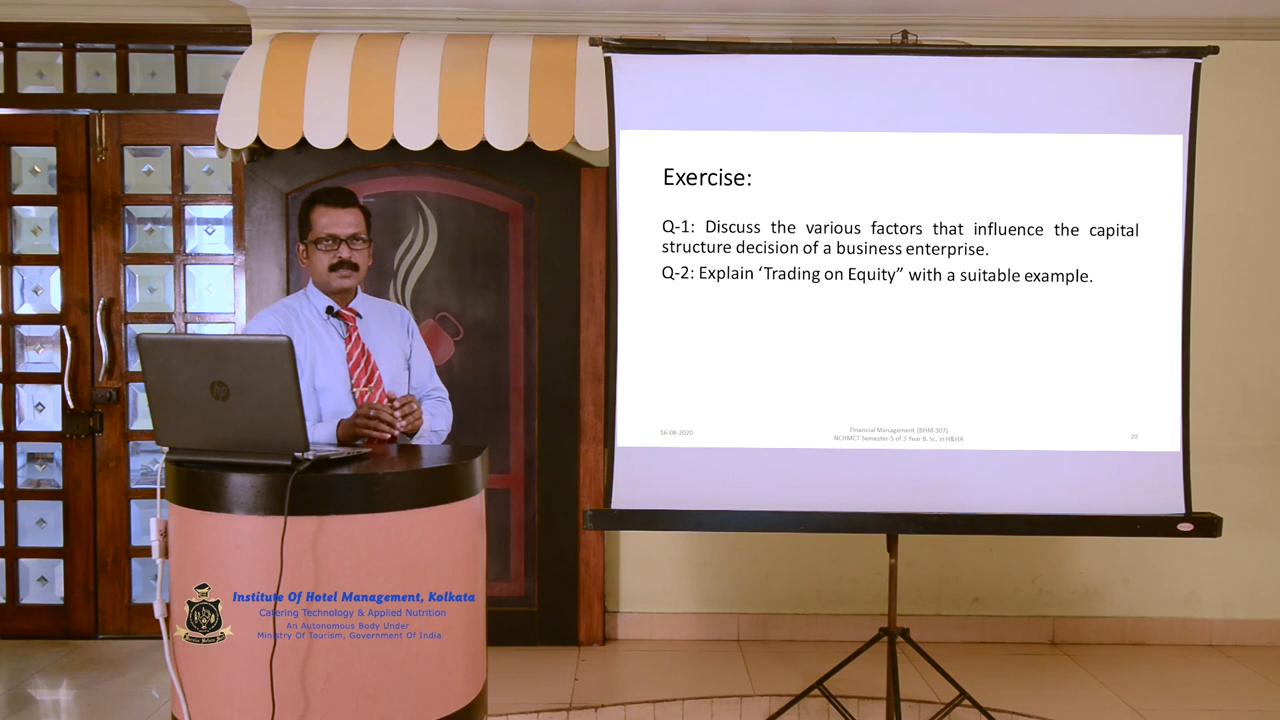 Exercise:
Q-1: Discuss the various factors that influence the capital
structure decision of a business enterprise.
Q-2: Explain ‘Trading on Equity” with a suitable example.
16-08-2020
Financial Management (BHM-307)
NCHMCT Semester-5 of 3 Year B. Sc. in H&HA
20
hp
Institute Of Hotel Management, Kolkata
Catering Technology & Applied Nutrition
An Autonomous Body Under
Ministry Of Tourism, Government Of India